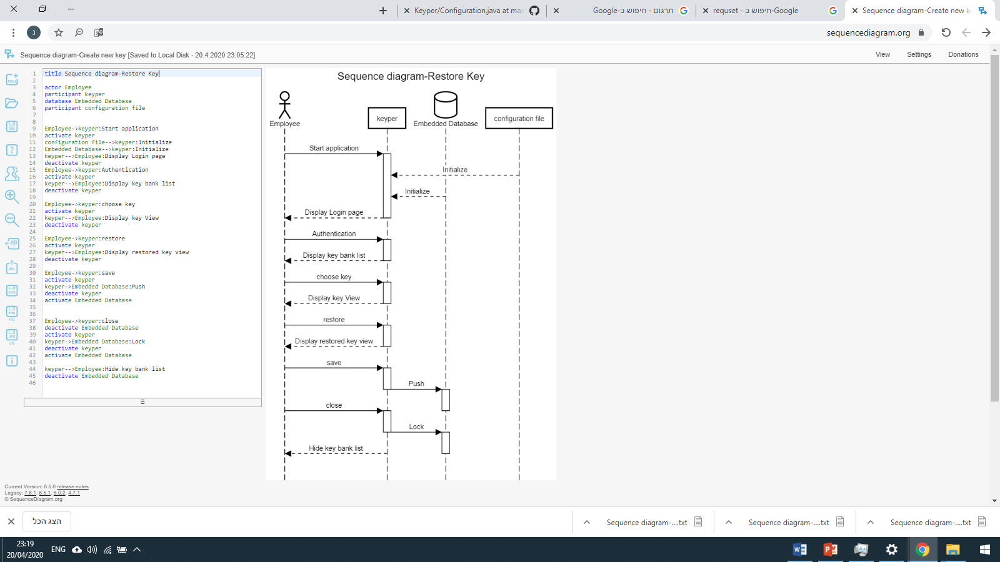 Keyper/Configuration.java at mas
Google-תרגום - חיפוש ב
requset - חיפוש ב-Google
Sequence diagram-Create new k
נ
sequencediagram.org
Sequence diagram-Create new key [Saved to Local Disk - 20.4.2020 23:05:22]
View
Settings
Donations
1 title Sequence diagram-Restore Key
2
3 actor Employee
4 participant keyper
5 database Embedded Database
6 participant configuration file
7
8
9 Employee->keyper:Start application
10 activate keyper
11 configuration file-->keyper:Initialize
12 Embedded Database-->keyper:Initialize
13 keyper-->Employee:Display Login page
14 deactivate keyper
15 Employee->keyper:Authentication
16 activate keyper
17 keyper-->Employee:Display key bank list
18 deactivate keyper
19
20 Employee->keyper:choose key
21 activate keyper
22 keyper-->Employee:Display key View
23 deactivate keyper
24
25 Employee->keyper:restore
26 activate keyper
27 keyper-->Employee:Display restored key view
28 deactivate keyper
29
30 Employee->keyper:save
31 activate keyper
32 keyper->Embedded Database:Push
33 deactivate keyper
34 activate Embedded Database
35
36
37 Employee->keyper:close
38 deactivate Embedded Database
39 activate keyper
40 keyper->Embedded Database:Lock
41 deactivate keyper
42 activate Embedded Database
43
44 keyper-->Employee:Hide key bank list
45 deactivate Embedded Database
46
Sequence diagram-Restore Key
Employee
keyper
Embedded Database
configuration file
Start application
Initialize
Initialize
Display Login page
Authentication
Display key bank list
choose key
Display key View
restore
Display restored key view
save
Push
close
Lock
Hide key bank list
Current Version: 8.5.0 release notes
Legacy: 7.6.1, 6.5.1, 5.0.2, 4.7.1
© SequenceDiagram.org
הצג הכל
Sequence diagram-....txt
Sequence diagram-....txt
Sequence diagram-....txt
23:19
20/04/2020
ENG